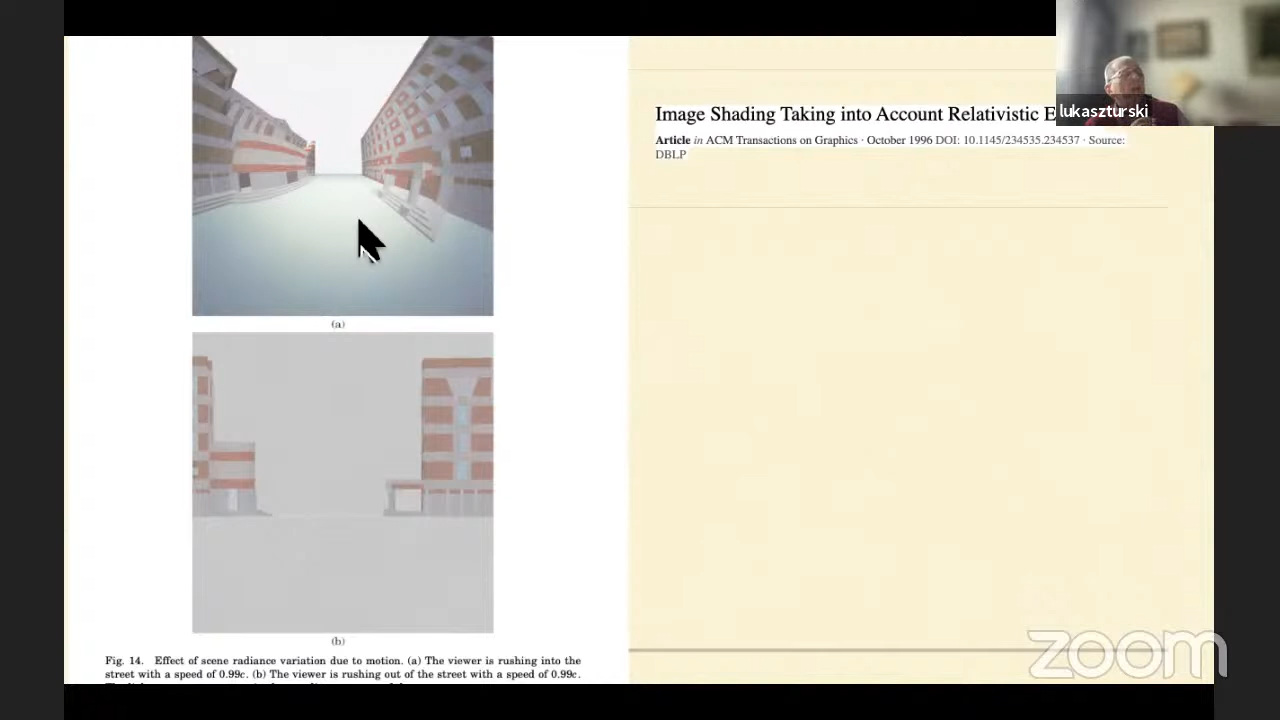 (a)
(b)
Fig. 14. Effect of scene radiance variation due to motion. (a) The viewer is rushing into the
street with a speed of 0.99c. (b) The viewer is rushing out of the street with a speed of 0.99c.
Image Shading Taking into Account Relativistic E
Article in ACM Transactions on Graphics · October 1996 DOI: 10.1145/234535.234537 · Source:
DBLP
lukaszturski
zoom